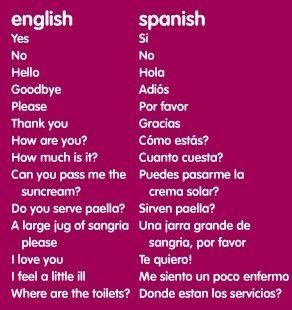 english spanish
Yes Si
No No
Hello Hola
Goodbye Adiós
Please Por favor
Thank you Gracias
How are you? Cómo estás?
How much is it? Cuanto cuesta?
Can you pass me the Puedes pasarme la
suncream? crema solar?
Do you serve paella? Sirven paella?
A large jug of sangria Una jarra grande de
please sangria, por favor
I love you Te quiero!
I feel a little ill Me siento un poco enfermo
Where are the toilets? Donde estan los servicios?